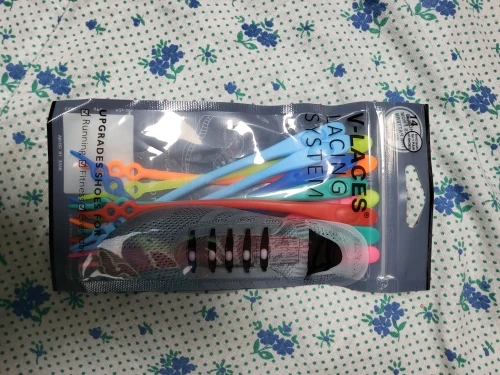 V-LACES®
LACING
SYSTEM
14
UPGRADES SHOES FOR
Running
Fitness